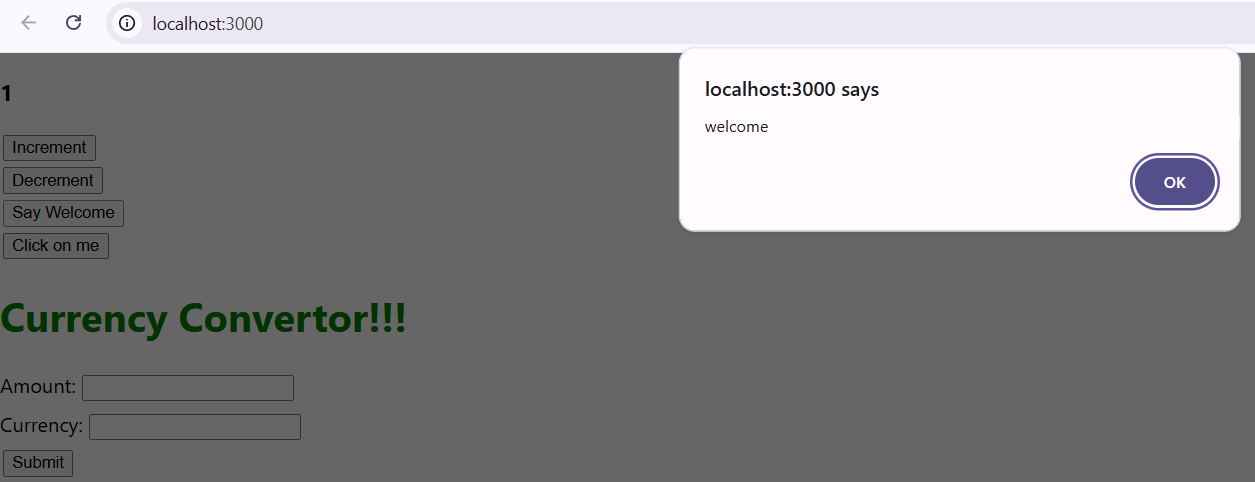 localhost:3000
localhost:3000 says
welcome
OK
1
Increment
Decrement
Say Welcome
Click on me
Currency Convertor!!!
Amount:
Currency:
Submit